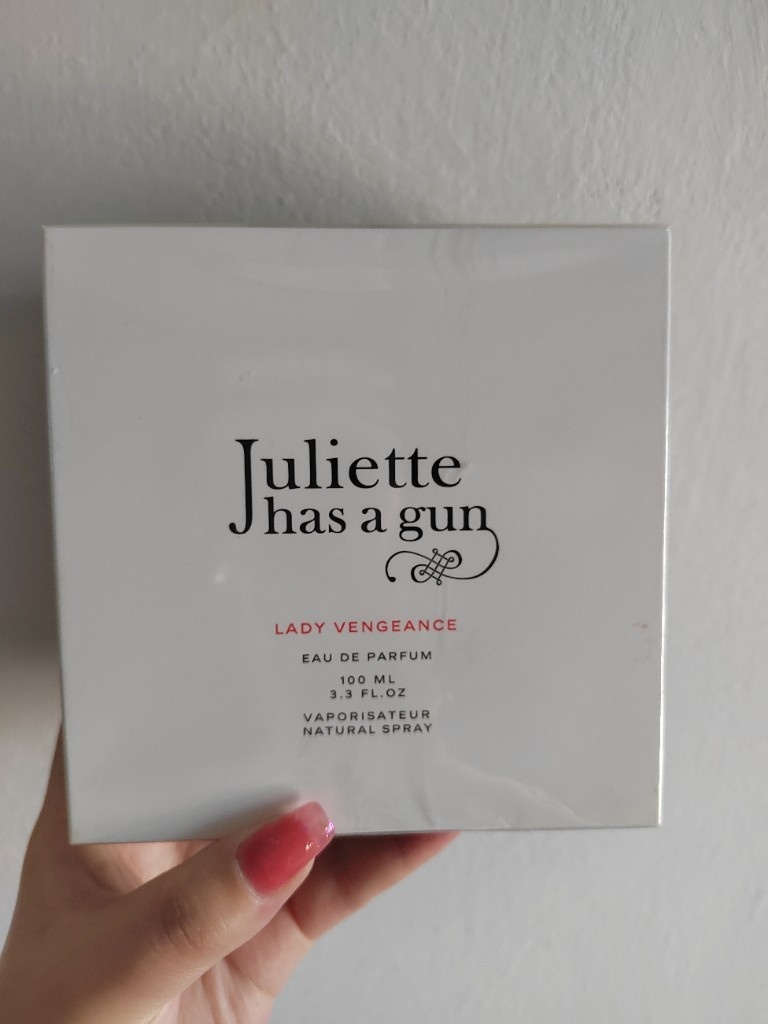 Juliette
has a gun
LADY VENGEANCE
EAU DE PARFUM
100 ML
3.3 FL.OZ
VAPORISATEUR
NATURAL SPRAY